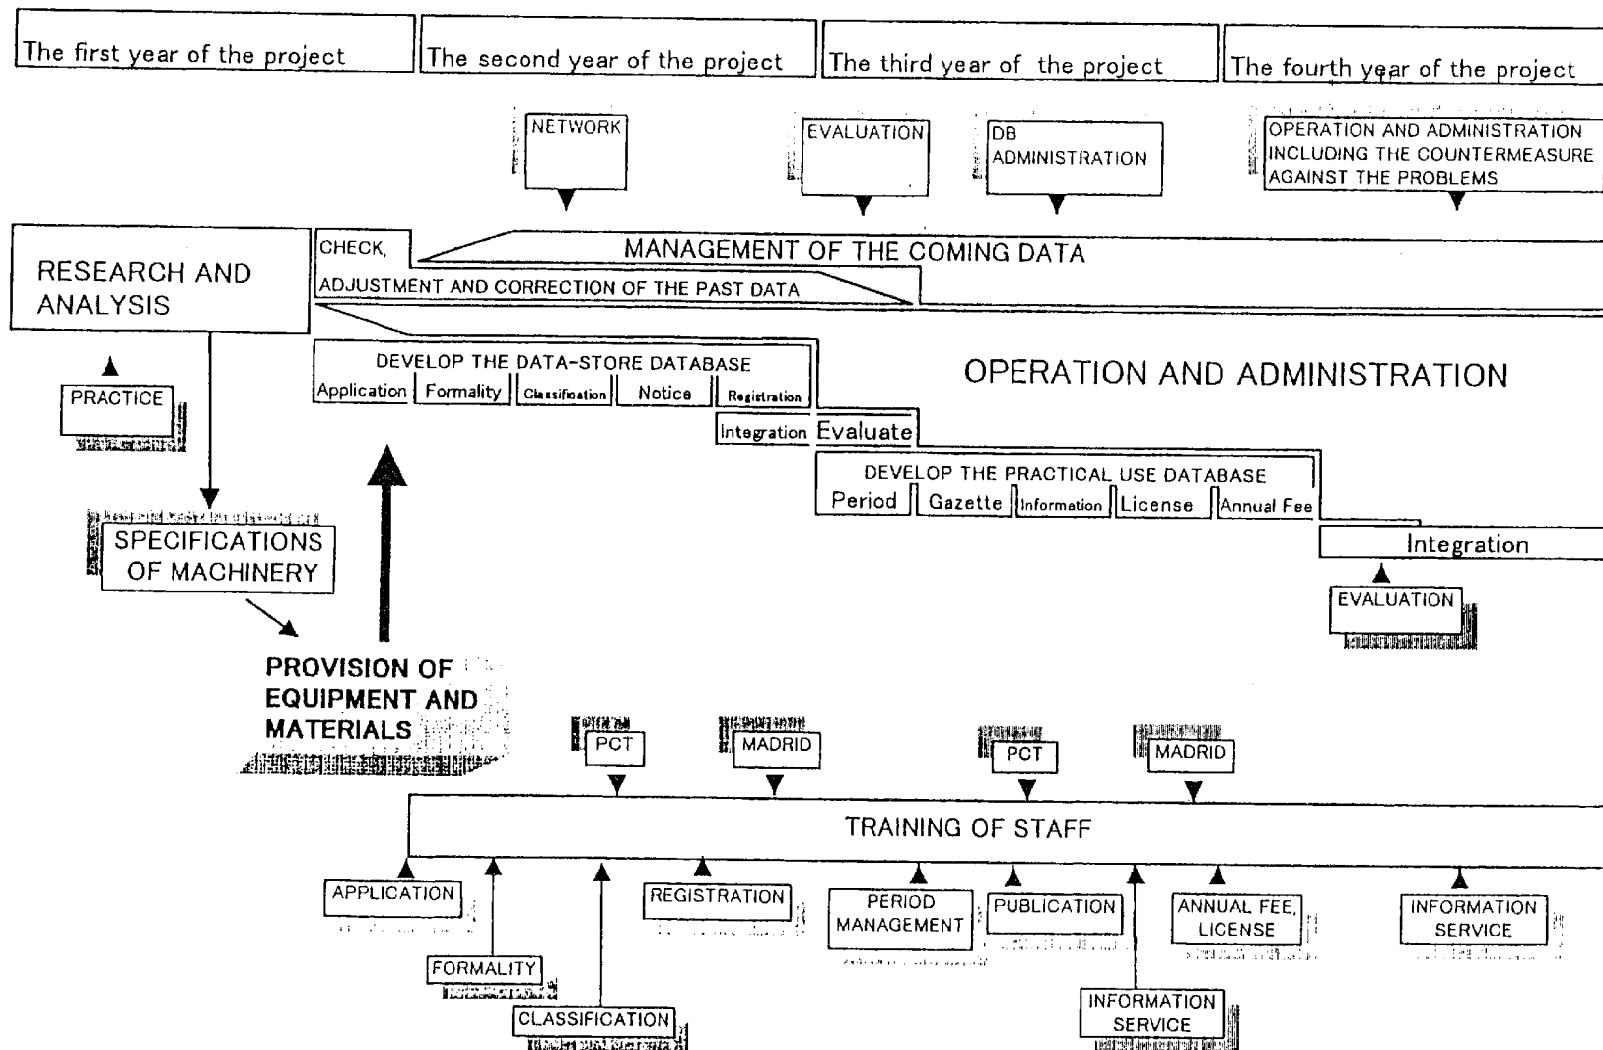 The first year of the project
The second year of the project
The third year of the project
The fourth year of the project
NETWORK
EVALUATION
DB
ADMINISTRATION
OPERATION AND ADMINISTRATION
INCLUDING THE COUNTERMEASURE
AGAINST THE PROBLEMS
RESEARCH AND
ANALYSIS
CHECK,
ADJUSTMENT AND CORRECTION OF THE PAST DATA
MANAGEMENT OF THE COMING DATA
DEVELOP THE DATA-STORE DATABASE
Application
Formality
Classification
Notice
Registration
OPERATION AND ADMINISTRATION
PRACTICE
Integration
Evaluate
DEVELOP THE PRACTICAL USE DATABASE
Period
Gazette
Information
License
Annual Fee
Integration
SPECIFICATIONS
OF MACHINERY
EVALUATION
PROVISION OF
EQUIPMENT AND
MATERIALS
PCT
MADRID
PCT
MADRID
TRAINING OF STAFF
APPLICATION
REGISTRATION
PERIOD
MANAGEMENT
PUBLICATION
ANNUAL FEE,
LICENSE
INFORMATION
SERVICE
FORMALITY
CLASSIFICATION
INFORMATION
SERVICE